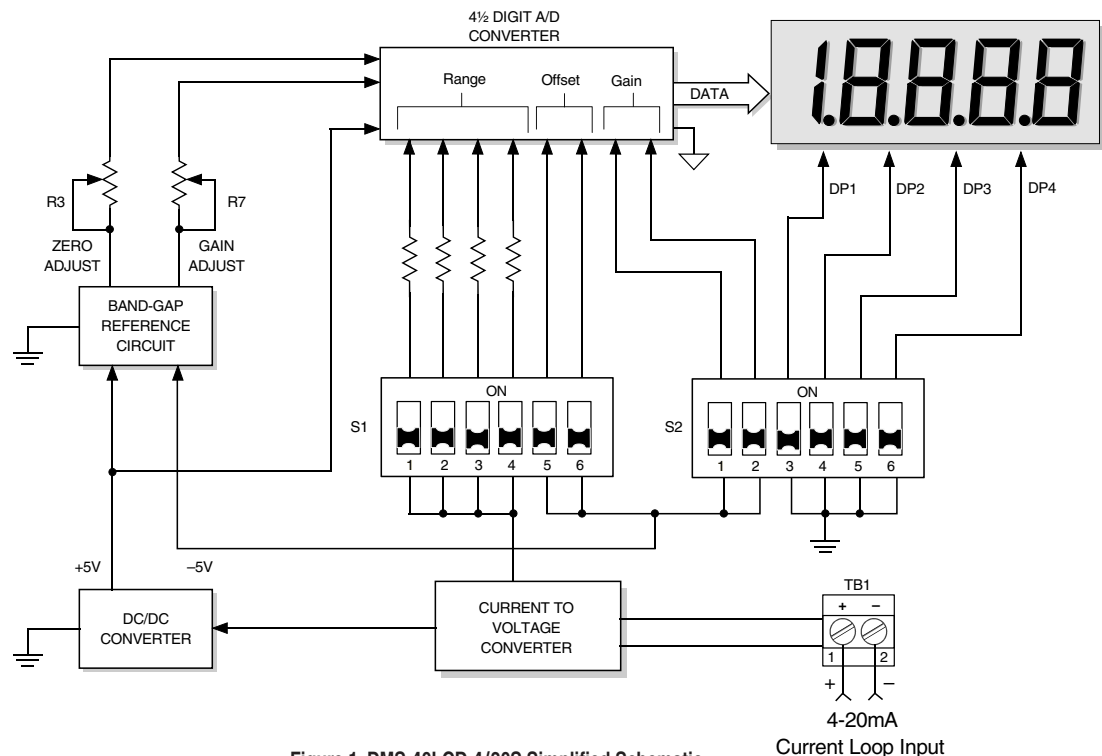 4½ DIGIT A/D
CONVERTER
Range
Offset
Gain
DATA
1.8.8.8.8
DP1
DP2
DP3
DP4
R3
R7
ZERO
ADJUST
GAIN
ADJUST
BAND-GAP
REFERENCE
CIRCUIT
S1
ON
1 2 3 4 5 6
S2
ON
1 2 3 4 5 6
+5V
–5V
DC/DC
CONVERTER
CURRENT TO
VOLTAGE
CONVERTER
TB1
+ –
1 2
+ –
4-20mA
Current Loop Input